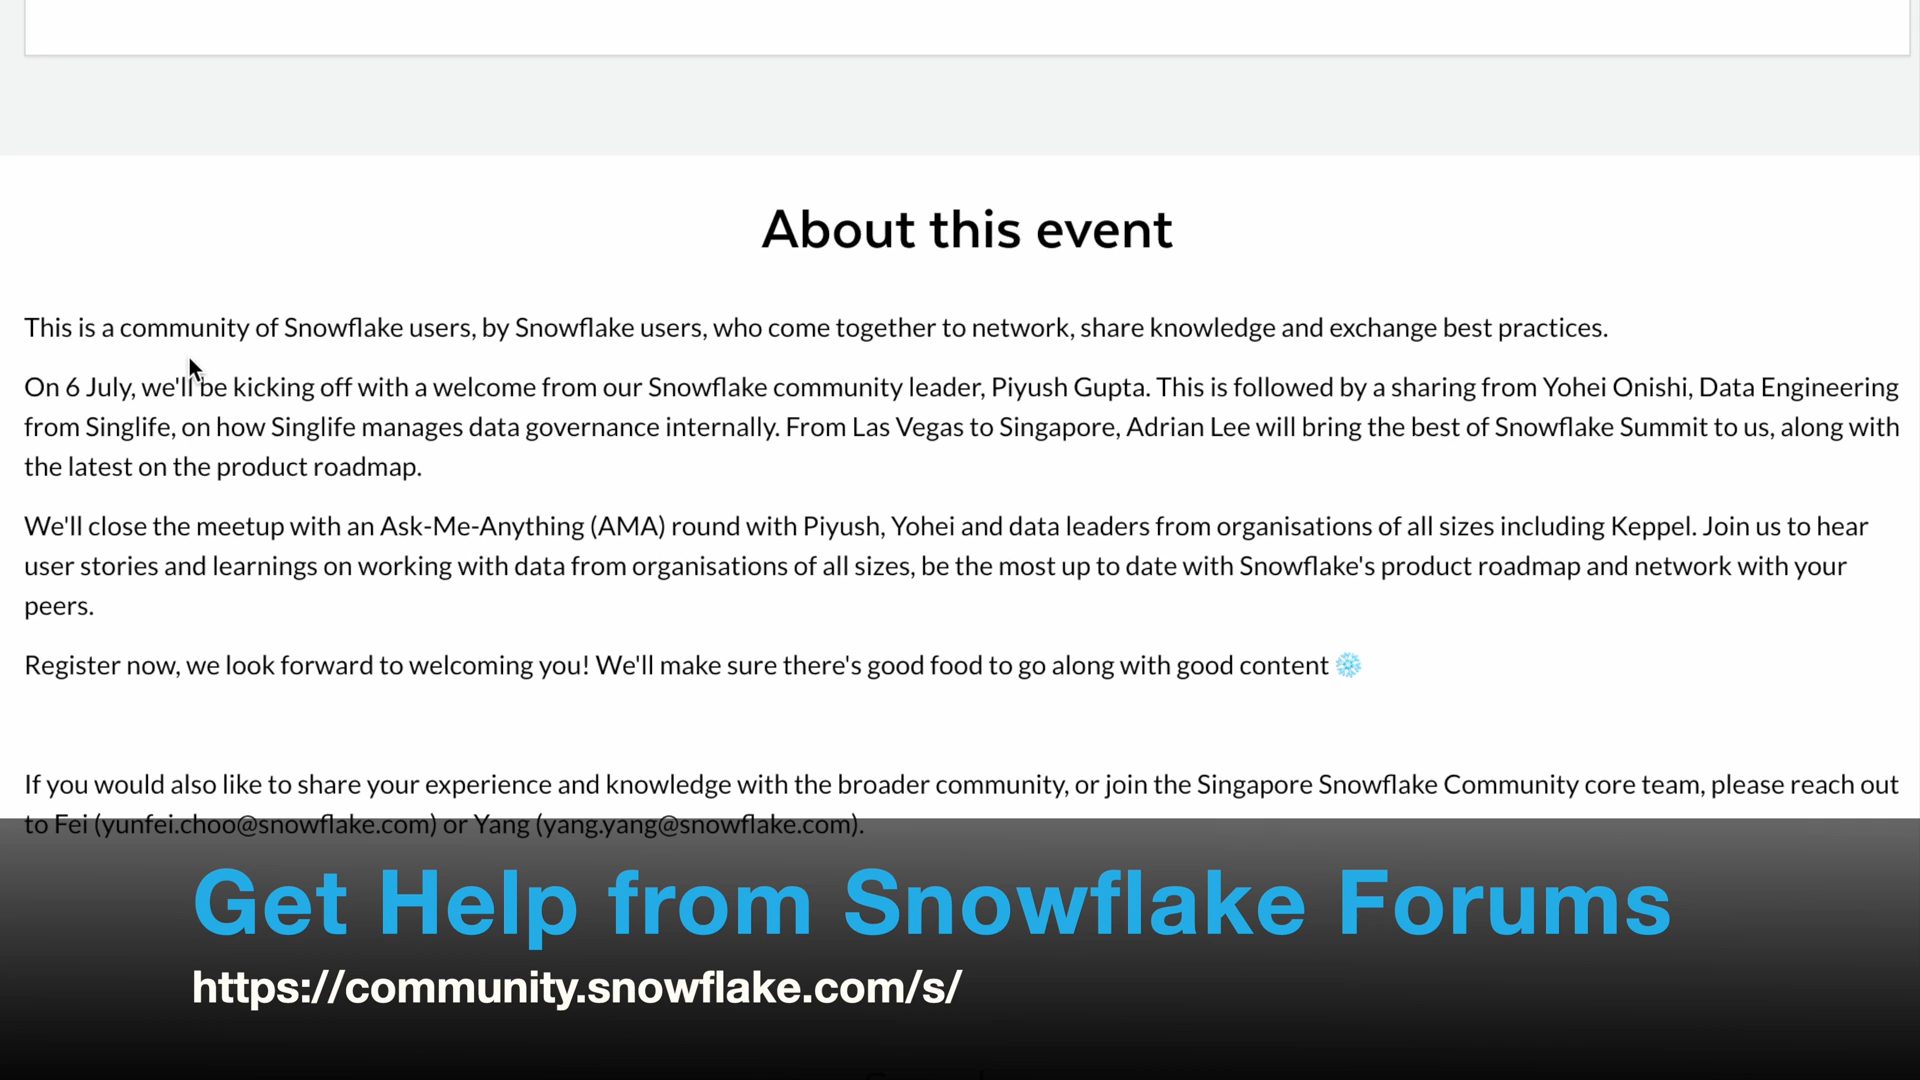 About this event
This is a community of Snowflake users, by Snowflake users, who come together to network, share knowledge and exchange best practices.
On 6 July, we'll be kicking off with a welcome from our Snowflake community leader, Piyush Gupta. This is followed by a sharing from Yohei Onishi, Data Engineering
from Singlife, on how Singlife manages data governance internally. From Las Vegas to Singapore, Adrian Lee will bring the best of Snowflake Summit to us, along with
the latest on the product roadmap.
We'll close the meetup with an Ask-Me-Anything (AMA) round with Piyush, Yohei and data leaders from organisations of all sizes including Keppel. Join us to hear
user stories and learnings on working with data from organisations of all sizes, be the most up to date with Snowflake's product roadmap and network with your
peers.
Register now, we look forward to welcoming you! We'll make sure there's good food to go along with good content ❄️
If you would also like to share your experience and knowledge with the broader community, or join the Singapore Snowflake Community core team, please reach out
to Fei (yunfei.choo@snowflake.com) or Yang (yang.yang@snowflake.com).
Get Help from Snowflake Forums
https://community.snowflake.com/s/